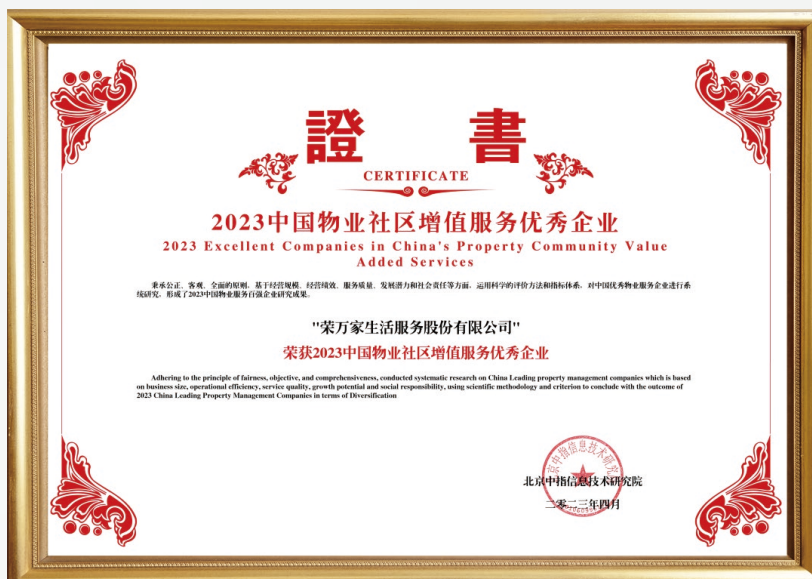 證 書
CERTIFICATE
2023中国物业社区增值服务优秀企业
2023 Excellent Companies in China's Property Community Value
Added Services
秉承公正、客观、全面的原则，基于经营规模、经营绩效、服务质量、发展潜力和社会责任等方面，运用科学的评价方法和指标体系，对中国优秀物业服务企业进行系
统研究，形成了2023中国物业服务百强企业研究成果。
"荣万家生活服务股份有限公司"
荣获2023中国物业社区增值服务优秀企业
Adhering to the principle of fairness, objective, and comprehensiveness, conducted systematic research on China Leading property management companies which is based
on business size, operational efficiency, service quality, growth potential and social responsibility, using scientific methodology and criterion to conclude with the outcome of
2023 China Leading Property Management Companies in terms of Diversification
北京中指信息技术研究院
二零二三年四月